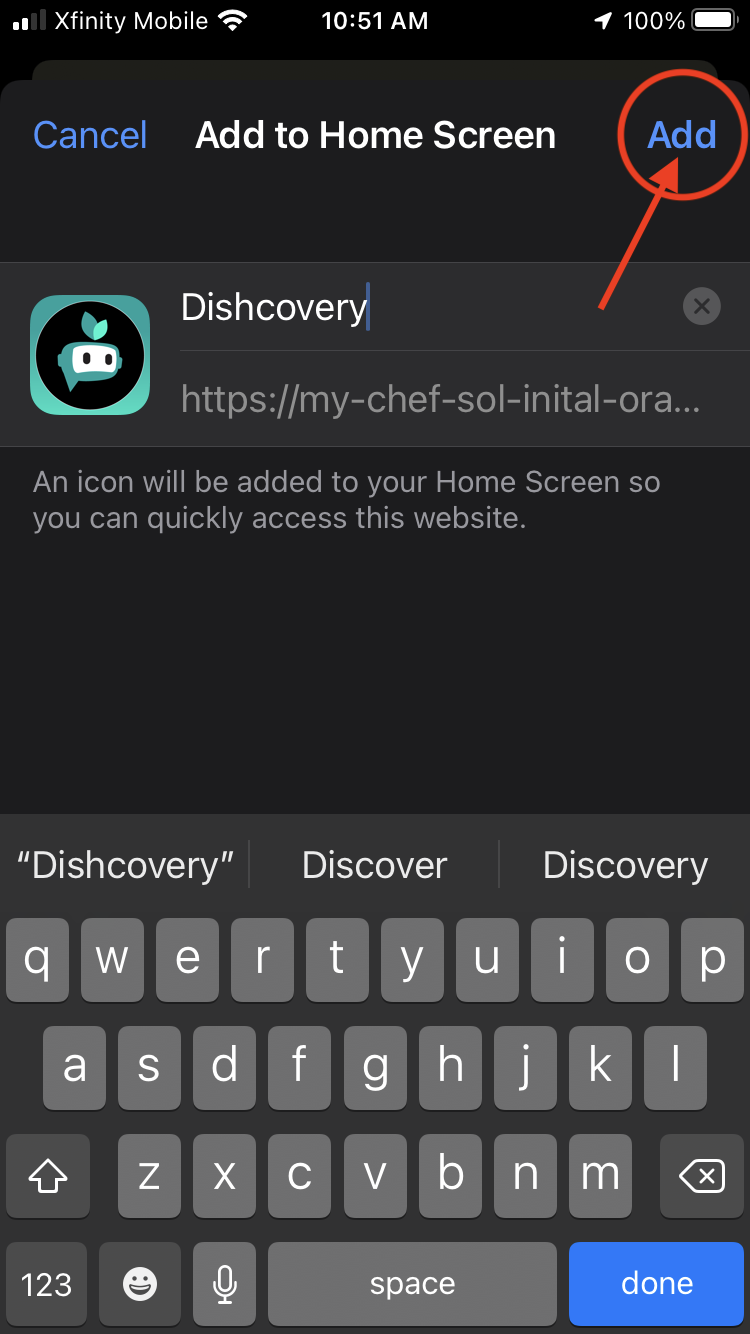 Xfinity Mobile 10:51 AM 100%
Cancel Add to Home Screen Add
Dishcovery
https://my-chef-sol-inital-ora...
An icon will be added to your Home Screen so
you can quickly access this website.
“Dishcovery” Discover Discovery
q w e r t y u i o p
a s d f g h j k l
z x c v b n m
123 space done